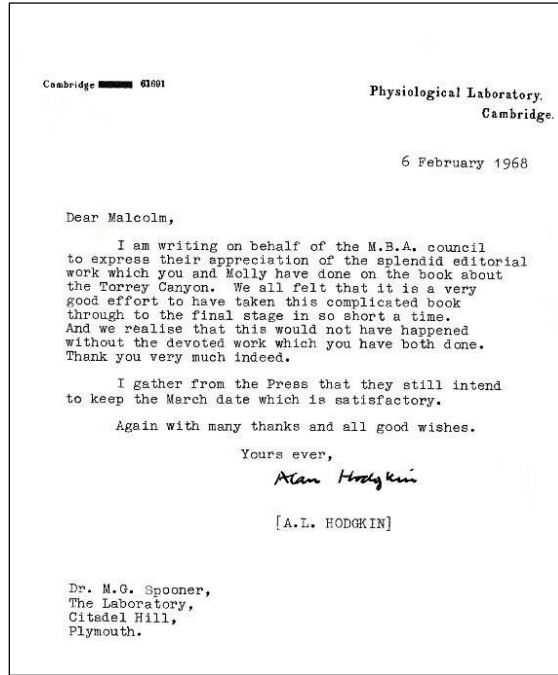 Cambridge 61691
Physiological Laboratory.
Cambridge.
6 February 1968
Dear Malcolm,
I am writing on behalf of the M.B.A. council
to express their appreciation of the splendid editorial
work which you and Molly have done on the book about
the Torrey Canyon. We all felt that it is a very
good effort to have taken this complicated book
through to the final stage in so short a time.
And we realise that this would not have happened
without the devoted work which you have both done.
Thank you very much indeed.
I gather from the Press that they still intend
to keep the March date which is satisfactory.
Again with many thanks and all good wishes.
Yours ever,
Alan Hodgkin
[A.L. HODGKIN]
Dr. M.G. Spooner,
The Laboratory,
Citadel Hill,
Plymouth.